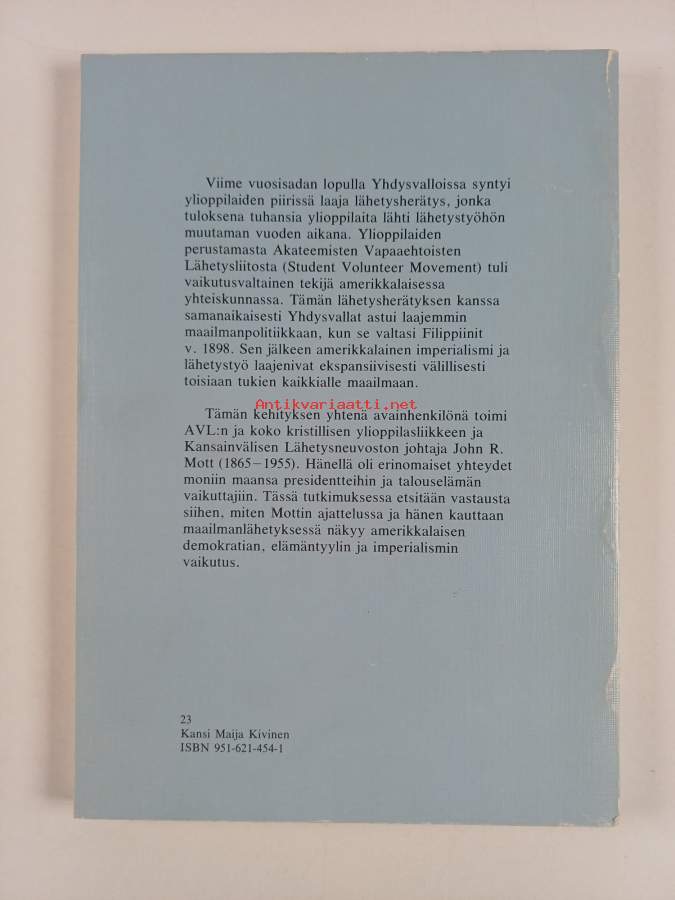 Viime vuosisadan lopulla Yhdysvalloissa syntyi
ylioppilaiden piirissä laaja lähetysherätys, jonka
tuloksena tuhansia ylioppilaita lähti lähetystyöhön
muutaman vuoden aikana. Ylioppilaiden
perustamasta Akateemisten Vapaaehtoisten
Lähetysliitosta (Student Volunteer Movement) tuli
vaikutusvaltainen tekijä amerikkalaisessa
yhteiskunnassa. Tämän lähetysherätyksen kanssa
samanaikaisesti Yhdysvallat astui laajemmin
maailmanpolitiikkaan, kun se valtasi Filippiinit
v. 1898. Sen jälkeen amerikkalainen imperialismi ja
lähetystyö laajenivat ekspansiivisesti välillisesti
toisiaan tukien kaikkialle maailmaan.
Antikvariaatti.net
Tämän kehityksen yhtenä avainhenkilönä toimi
AVL:n ja koko kristillisen ylioppilasliikkeen ja
Kansainvälisen Lähetysneuvoston johtaja John R.
Mott (1865–1955). Hänellä oli erinomaiset yhteydet
moniin maansa presidentteihin ja talouselämän
vaikuttajiin. Tässä tutkimuksessa etsitään vastausta
siihen, miten Mottin ajattelussa ja hänen kauttaan
maailmanlähetyksessä näkyy amerikkalaisen
demokratian, elämäntyylin ja imperialismin
vaikutus.
23
Kansi Maija Kivinen
ISBN 951-621-454-1